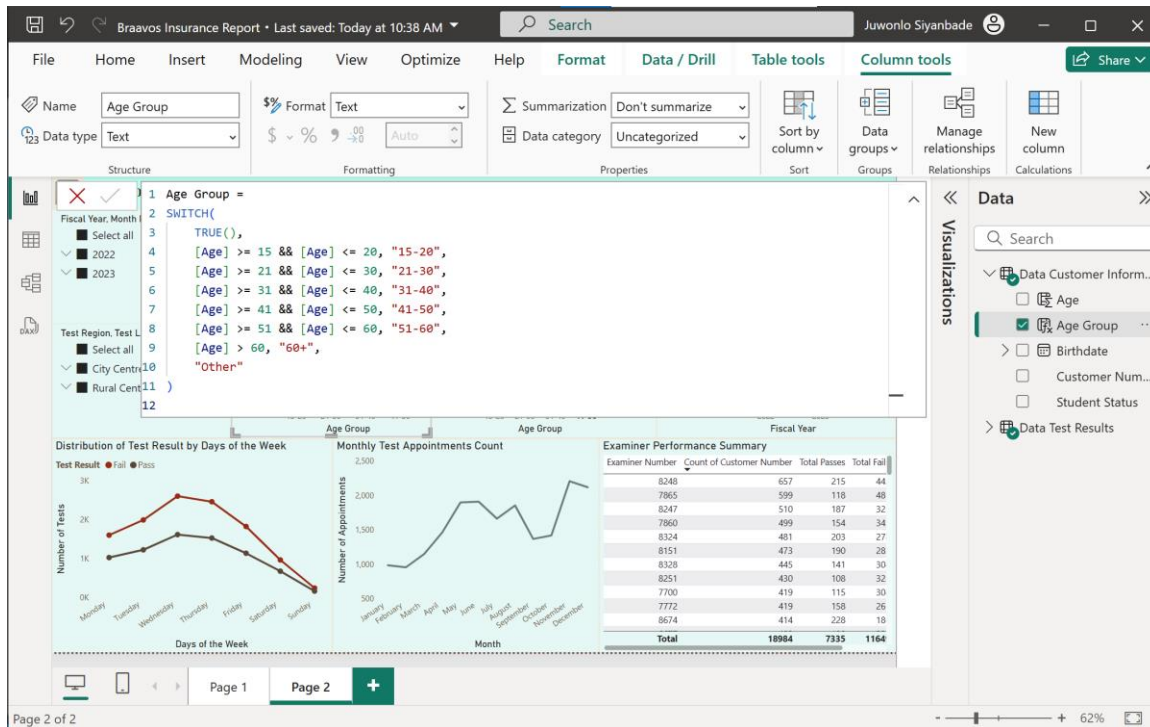 Braavos Insurance Report • Last saved: Today at 10:38 AM
Search
Juwonlo Siyanbade
File Home Insert Modeling View Optimize Help Format Data / Drill Table tools Column tools
Share
Name Age Group
Data type Text
Structure
$% Format Text
$ % Auto
Formatting
Summarization Don't summarize
Data category Uncategorized
Properties
Sort by
column
Sort
Data
groups
Groups
Manage
relationships
Relationships
New
column
Calculations
Fiscal Year, Month
Select all
2022
2023
Test Region, Test L
Select all
City Centre
Rural Cent
1 Age Group =
2 SWITCH(
3 TRUE(),
4 [Age] >= 15 && [Age] <= 20, "15-20",
5 [Age] >= 21 && [Age] <= 30, "21-30",
6 [Age] >= 31 && [Age] <= 40, "31-40",
7 [Age] >= 41 && [Age] <= 50, "41-50",
8 [Age] >= 51 && [Age] <= 60, "51-60",
9 [Age] > 60, "60+",
10 "Other"
11 )
12
Age Group
Age Group
Fiscal Year
Distribution of Test Result by Days of the Week
Test Result Fail Pass
Number of Tests
3K
2K
1K
0K
Monday Tuesday Wednesday Thursday Friday Saturday Sunday
Days of the Week
Monthly Test Appointments Count
Number of Appointments
2,500
2,000
1,500
1,000
500
January February March April May June July August September October November December
Month
Examiner Performance Summary
Examiner Number Count of Customer Number Total Passes Total Fail
8248 657 215 44
7865 599 118 48
8247 510 187 32
7860 499 154 34
8324 481 203 27
8151 473 190 28
8328 445 141 30
8251 430 108 32
7700 419 115 30
7772 419 158 26
8674 414 228 18
Total 18984 7335 1164
Visualizations
Data
Search
Data Customer Inform...
Age
Age Group
Birthdate
Customer Num...
Student Status
Data Test Results
Page 1
Page 2
Page 2 of 2
62%